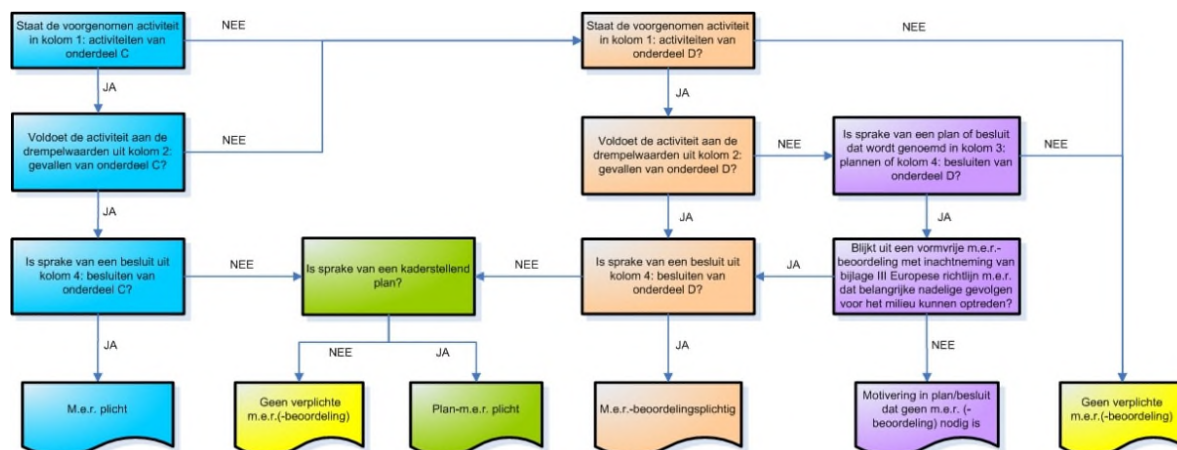 Staat de voorgenomen activiteit
in kolom 1: activiteiten van
onderdeel C
NEE
Staat de voorgenomen activiteit
in kolom 1: activiteiten van
onderdeel D?
NEE
JA
JA
Voldoet de activiteit aan de
drempelwaarden uit kolom 2:
gevallen van onderdeel C?
NEE
Voldoet de activiteit aan de
drempelwaarden uit kolom 2:
gevallen van onderdeel D?
NEE
Is sprake van een plan of besluit
dat wordt genoemd in kolom 3:
plannen of kolom 4: besluiten van
onderdeel D?
NEE
JA
JA
JA
Is sprake van een besluit uit
kolom 4: besluiten van
onderdeel C?
NEE
Is sprake van een kaderstellend
plan?
NEE
Is sprake van een besluit uit
kolom 4: besluiten van
onderdeel D?
JA
Blijkt uit een vormvrije m.e.r.-
beoordeling met inachtneming van
bijlage III Europese richtlijn m.e.r.
dat belangrijke nadelige gevolgen
voor het milieu kunnen optreden?
JA
NEE
JA
JA
NEE
M.e.r. plicht
Geen verplichte
m.e.r.(-beoordeling)
Plan-m.e.r. plicht
M.e.r.-beoordelingsplichtig
Motivering in plan/besluit
dat geen m.e.r. (-
beoordeling) nodig is
Geen verplichte
m.e.r.(-beoordeling)